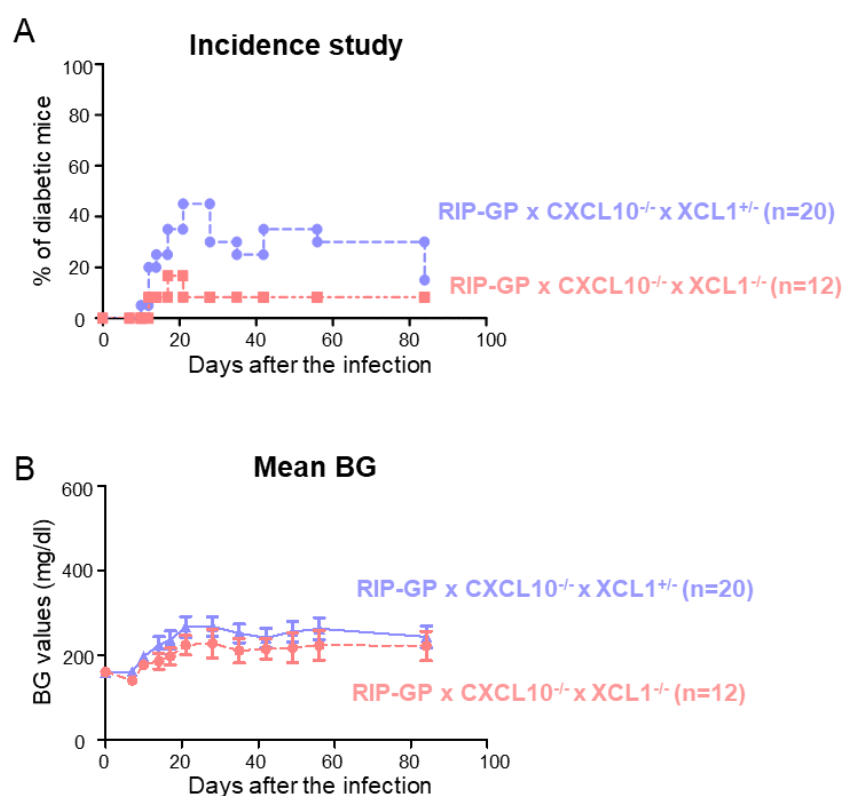 A
Incidence study
100
80
60
40
20
0
% of diabetic mice
RIP-GP x CXCL10-/- x XCL1+/- (n=20)
RIP-GP x CXCL10-/- x XCL1-/- (n=12)
0 20 40 60 80 100
Days after the infection
B
Mean BG
600
400
200
0
BG values (mg/dl)
RIP-GP x CXCL10-/- x XCL1+/- (n=20)
RIP-GP x CXCL10-/- x XCL1-/- (n=12)
0 20 40 60 80 100
Days after the infection